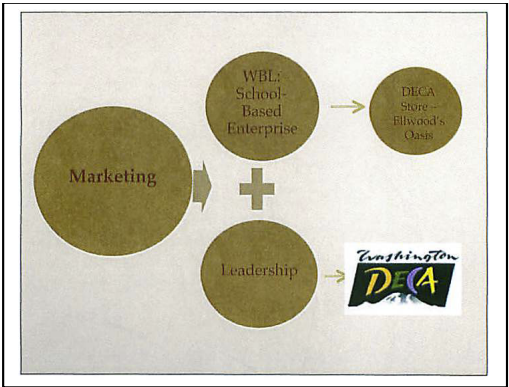 WBL:
School-
Based
Enterprise
DECA
Store –
Ellwood's
Oasis
Marketing
Leadership
Washington
DECA